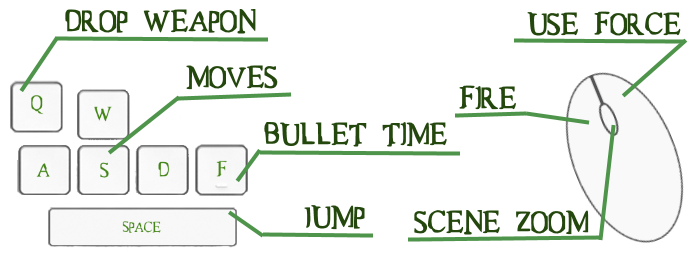 DROP WEAPON
USE FORCE
MOVES
FIRE
Q
W
BULLET TIME
A
S
D
F
JUMP
SCENE ZOOM
SPACE